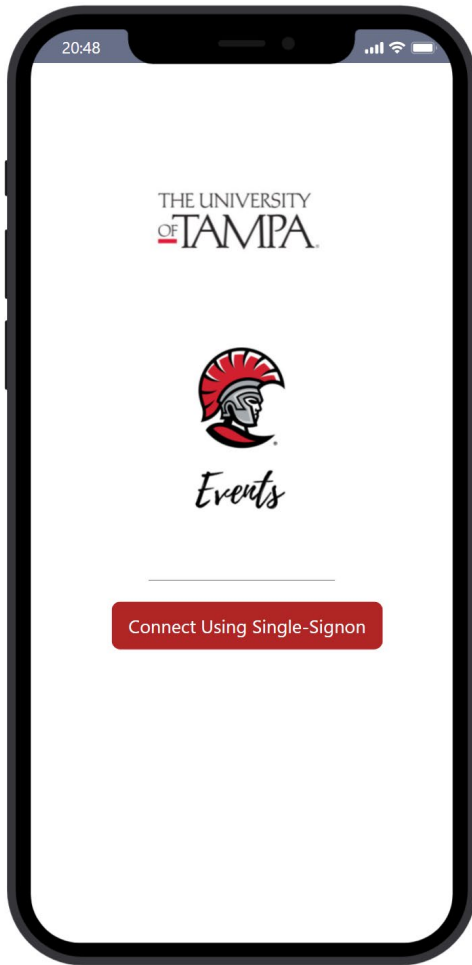 20:48
THE UNIVERSITY
OF TAMPA
Events
Connect Using Single-Signon